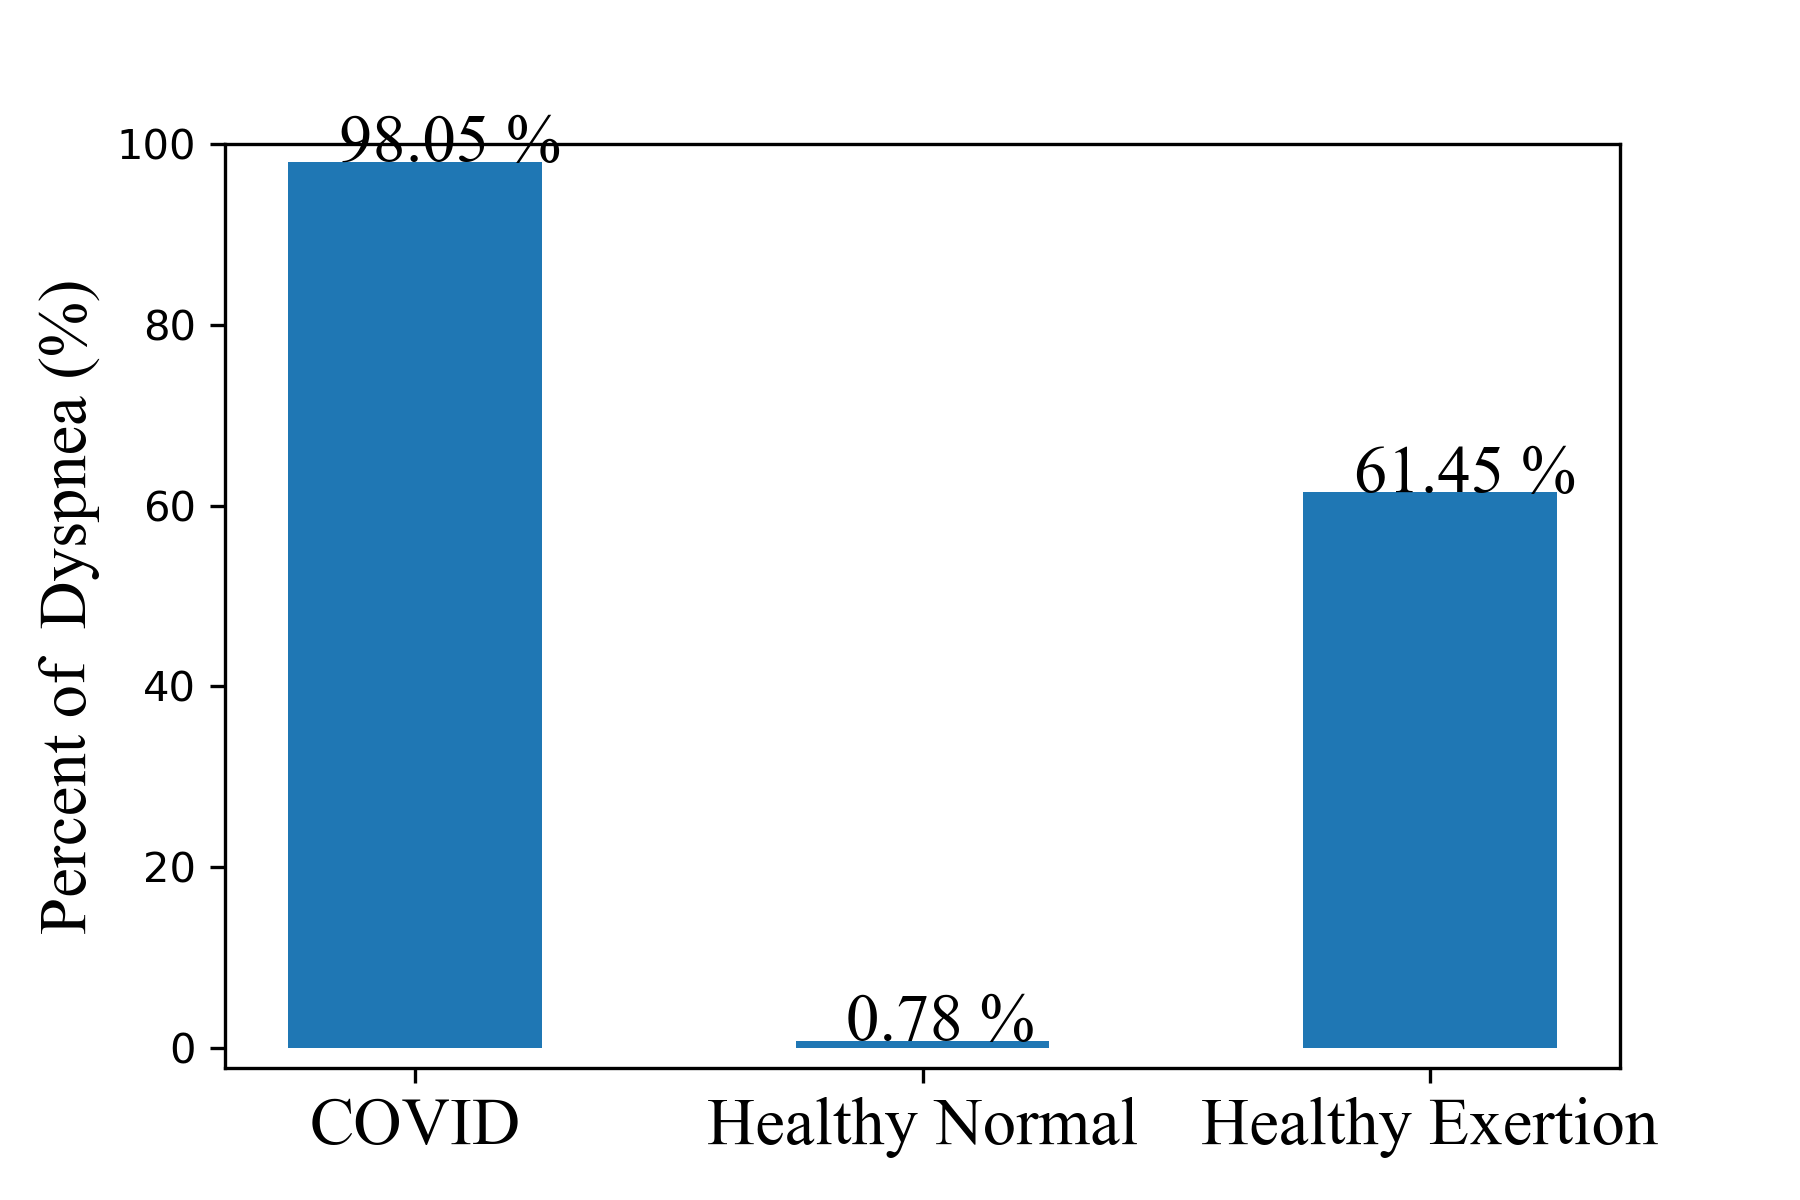 98.05 %
100
80
61.45 %
60
40
20
0.78 %
0
Percent of Dyspnea (%)
COVID
Healthy Normal
Healthy Exertion